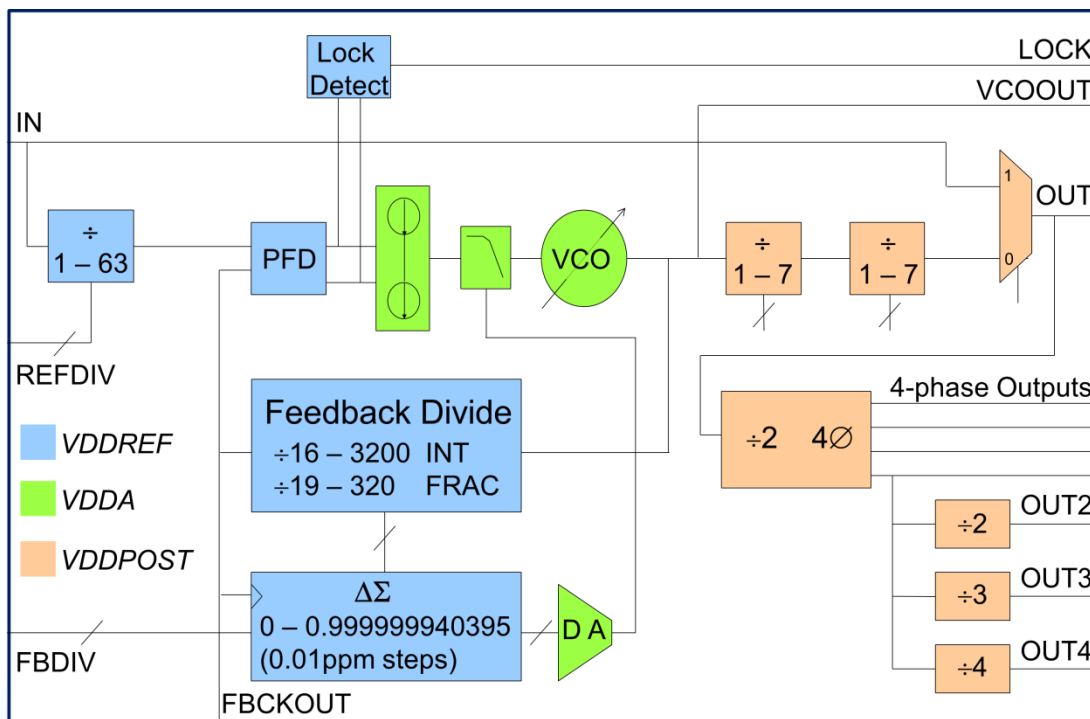 Lock
Detect
LOCK
VCOOUT
IN
1
OUT
÷
1 – 63
PFD
VCO
÷
1 – 7
÷
1 – 7
0
REFDIV
4-phase Outputs
Feedback Divide
÷16 – 3200 INT
÷19 – 320 FRAC
÷2 4∅
VDDREF
VDDA
VDDPOST
OUT2
÷2
ΔΣ
0 – 0.999999940395
(0.01ppm steps)
D A
OUT3
÷3
OUT4
÷4
FBDIV
FBCKOUT